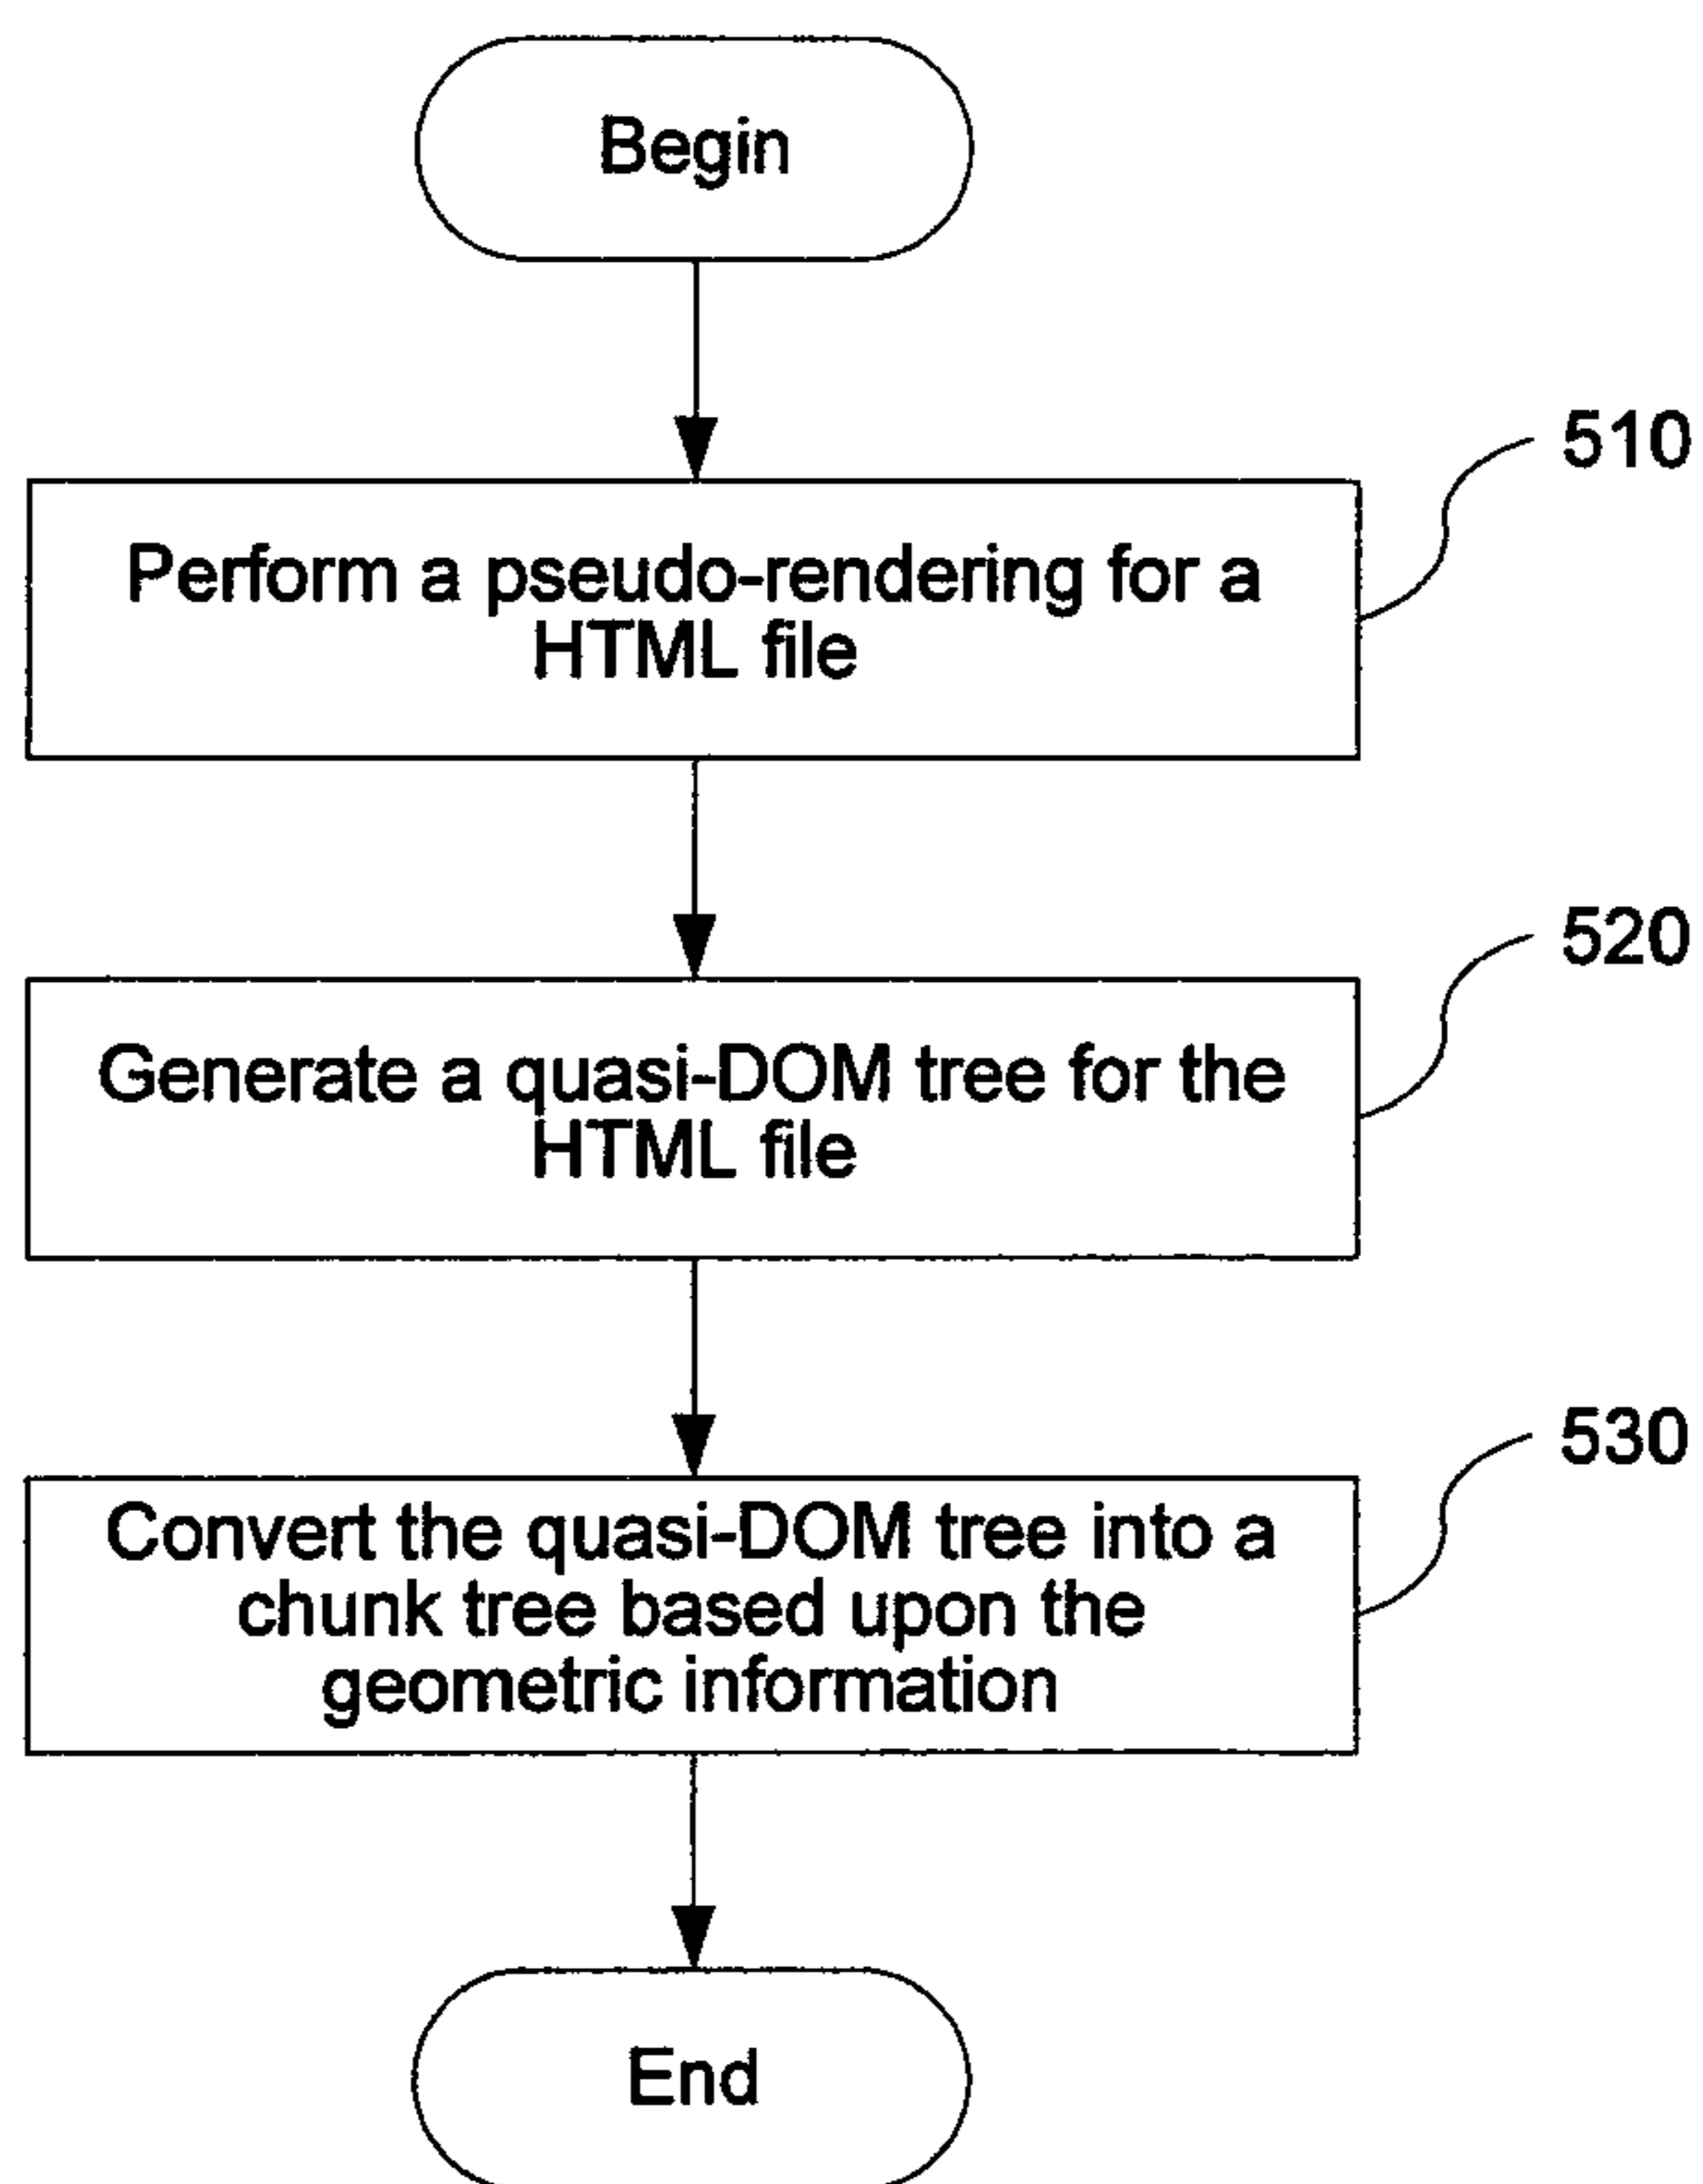 Begin
510
Perform a pseudo-rendering for a
HTML file
520
Generate a quasi-DOM tree for the
HTML file
530
Convert the quasi-DOM tree into a
chunk tree based upon the
geometric information
End